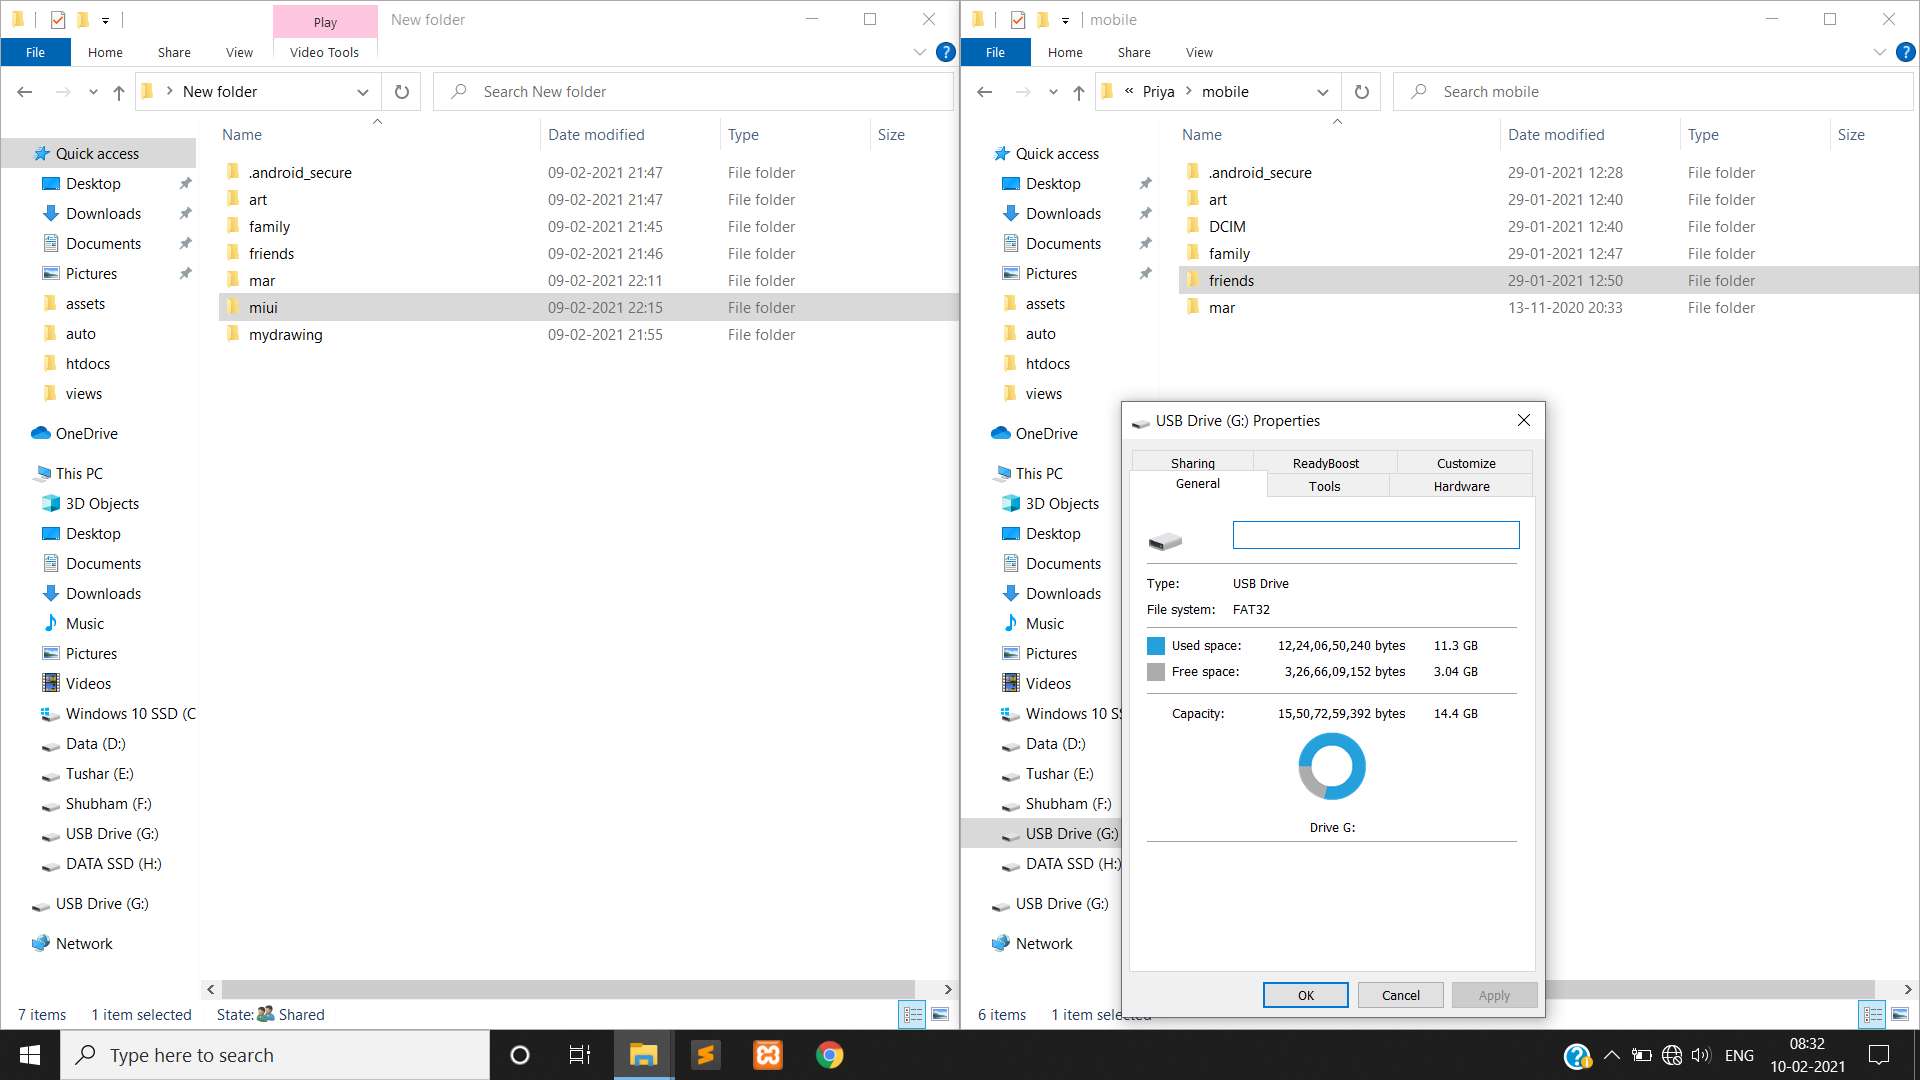 Play
New folder
File
Home
Share
View
Video Tools
New folder
Search New folder
Name
Date modified
Type
Size
Quick access
Desktop
Downloads
Documents
Pictures
assets
auto
htdocs
views
OneDrive
This PC
3D Objects
Desktop
Documents
Downloads
Music
Pictures
Videos
Windows 10 SSD (C
Data (D:)
Tushar (E:)
Shubham (F:)
USB Drive (G:)
DATA SSD (H:)
USB Drive (G:)
Network
.android_secure 09-02-2021 21:47 File folder
art 09-02-2021 21:47 File folder
family 09-02-2021 21:45 File folder
friends 09-02-2021 21:46 File folder
mar 09-02-2021 22:11 File folder
miui 09-02-2021 22:15 File folder
mydrawing 09-02-2021 21:55 File folder
7 items 1 item selected State: Shared
mobile
File
Home
Share
View
« Priya > mobile
Search mobile
Name
Date modified
Type
Size
Quick access
Desktop
Downloads
Documents
Pictures
assets
auto
htdocs
views
OneDrive
This PC
3D Objects
Desktop
Documents
Downloads
Music
Pictures
Videos
Windows 10 S
Data (D:)
Tushar (E:)
Shubham (F:)
USB Drive (G:)
DATA SSD (H:)
USB Drive (G:)
Network
.android_secure 29-01-2021 12:28 File folder
art 29-01-2021 12:40 File folder
DCIM 29-01-2021 12:40 File folder
family 29-01-2021 12:47 File folder
friends 29-01-2021 12:50 File folder
mar 13-11-2020 20:33 File folder
6 items 1 item selected
USB Drive (G:) Properties
Sharing
ReadyBoost
Customize
General
Tools
Hardware
Type: USB Drive
File system: FAT32
Used space: 12,24,06,50,240 bytes 11.3 GB
Free space: 3,26,66,09,152 bytes 3.04 GB
Capacity: 15,50,72,59,392 bytes 14.4 GB
Drive G:
OK
Cancel
Apply
Type here to search
ENG
08:32
10-02-2021